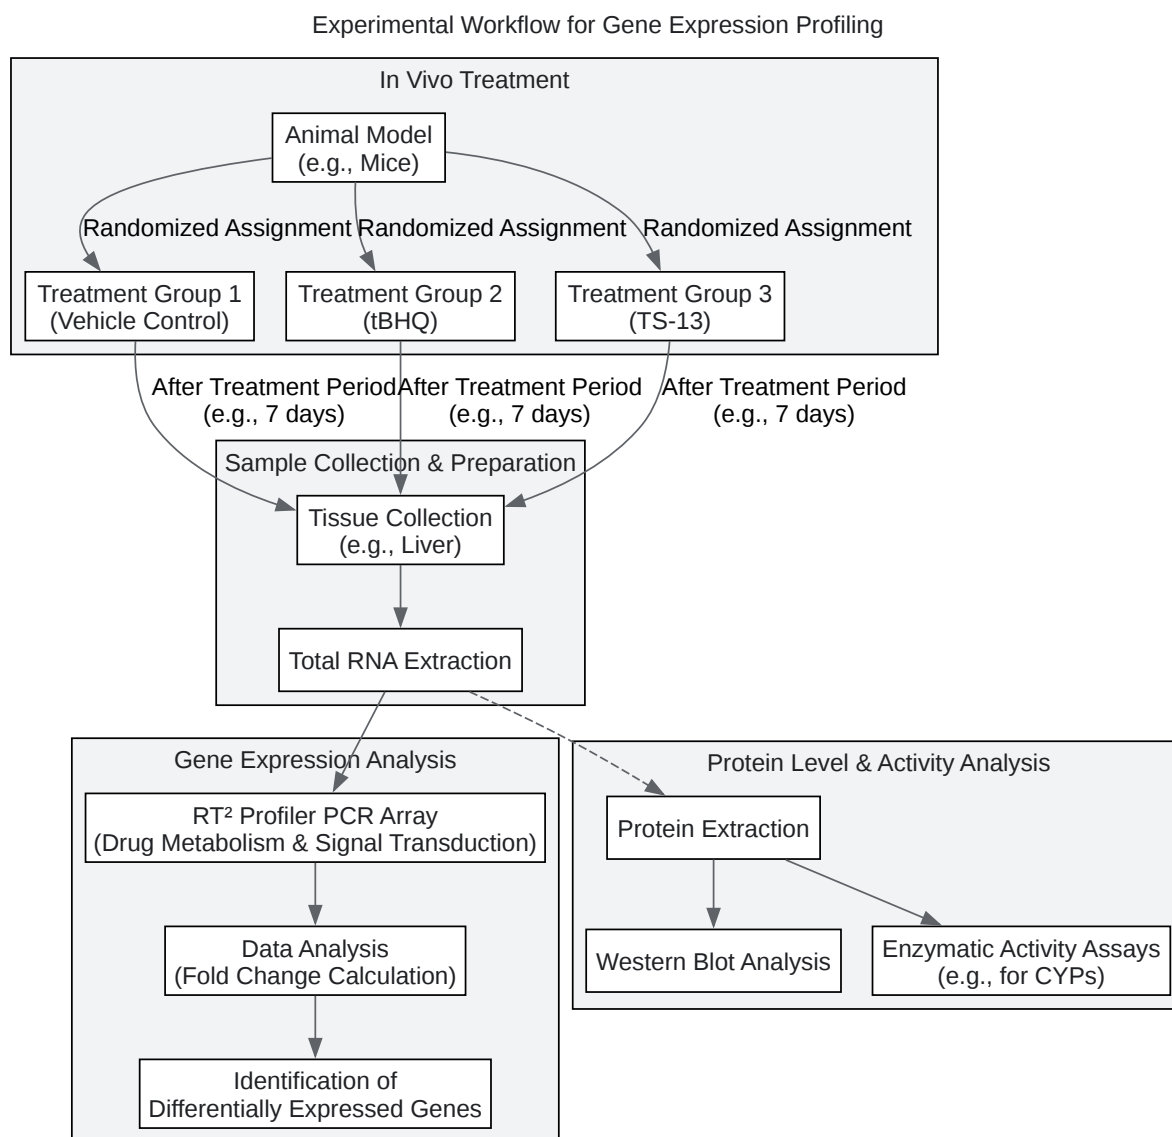 Experimental Workflow for Gene Expression Profiling
In Vivo Treatment
Animal Model
(e.g., Mice)
Randomized Assignment
Randomized Assignment
Randomized Assignment
Treatment Group 1
(Vehicle Control)
Treatment Group 2
(tBHQ)
Treatment Group 3
(TS-13)
After Treatment Period
(e.g., 7 days)
After Treatment Period
(e.g., 7 days)
After Treatment Period
(e.g., 7 days)
Sample Collection & Preparation
Tissue Collection
(e.g., Liver)
Total RNA Extraction
Gene Expression Analysis
RT² Profiler PCR Array
(Drug Metabolism & Signal Transduction)
Data Analysis
(Fold Change Calculation)
Identification of
Differentially Expressed Genes
Protein Level & Activity Analysis
Protein Extraction
Western Blot Analysis
Enzymatic Activity Assays
(e.g., for CYPs)